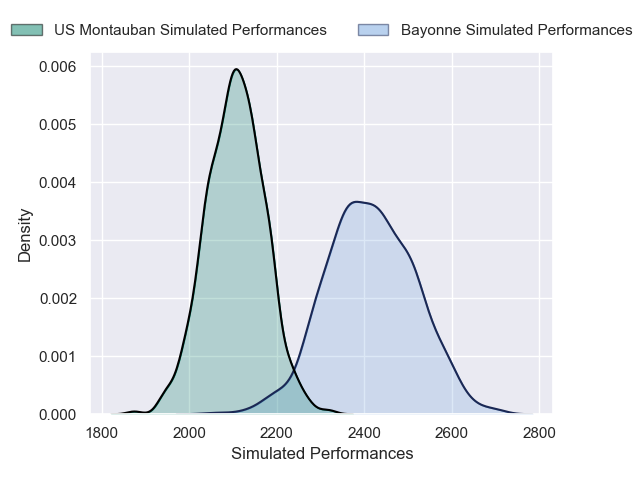 US Montauban Simulated Performances Bayonne Simulated Performances
0.006
0.005
0.004
0.003
0.002
0.001
0.000
Density
1800 2000 2200 2400 2600 2800
Simulated Performances